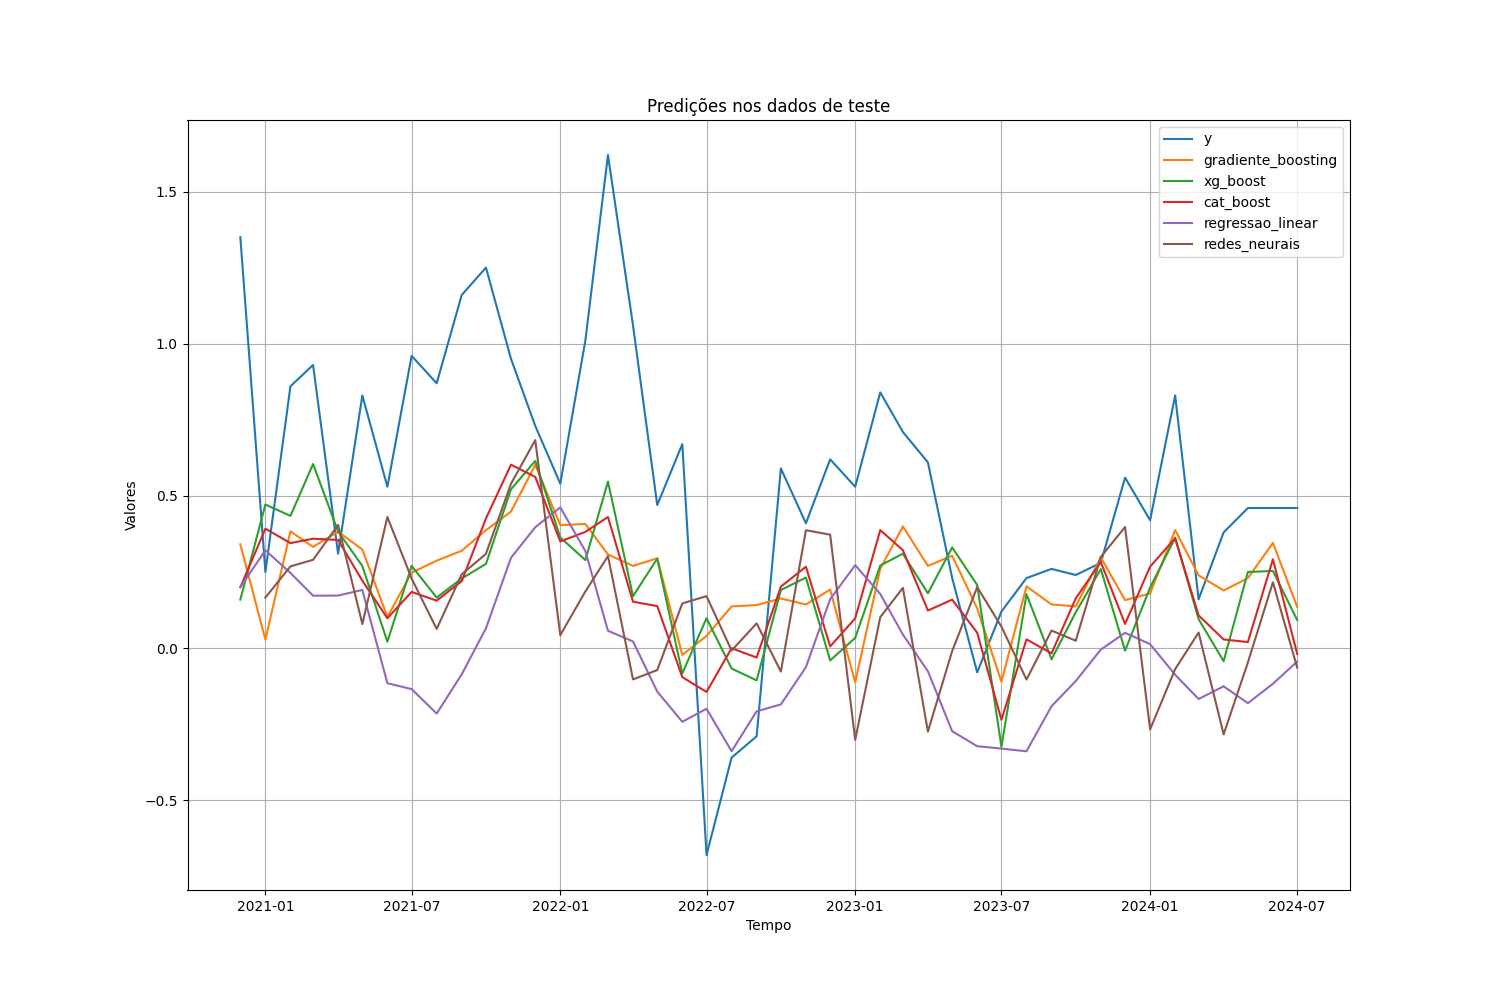 Predições nos dados de teste
y
gradiente_boosting
xg_boost
cat_boost
regressao_linear
redes_neurais
Valores
1.5
1.0
0.5
0.0
−0.5
2021-01 2021-07 2022-01 2022-07 2023-01 2023-07 2024-01 2024-07
Tempo